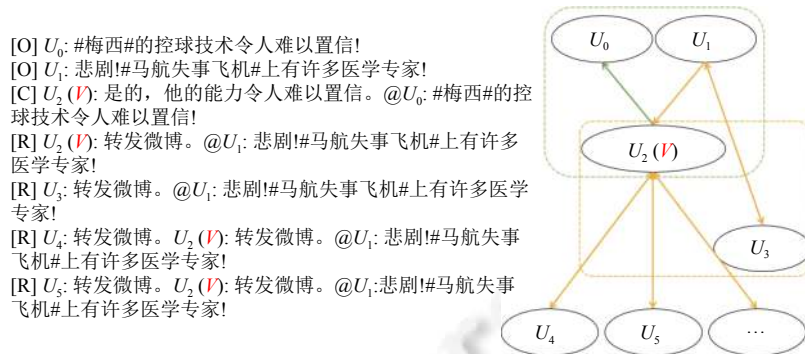 [O] U₀: #梅西#的控球技术令人难以置信!
[O] U₁: 悲剧!#马航失事飞机#上有许多医学专家!
[C] U₂ (V): 是的，他的能力令人难以置信。@U₀: #梅西#的控
球技术令人难以置信!
[R] U₂ (V): 转发微博。@U₁: 悲剧!#马航失事飞机#上有许多
医学专家!
[R] U₃: 转发微博。@U₁: 悲剧!#马航失事飞机#上有许多医学
专家!
[R] U₄: 转发微博。U₂ (V): 转发微博。@U₁: 悲剧!#马航失事
飞机#上有许多医学专家!
[R] U₅: 转发微博。U₂ (V): 转发微博。@U₁:悲剧!#马航失事
飞机#上有许多医学专家!
U₀ U₁
U₂ (V)
U₃
U₄ U₅ ···